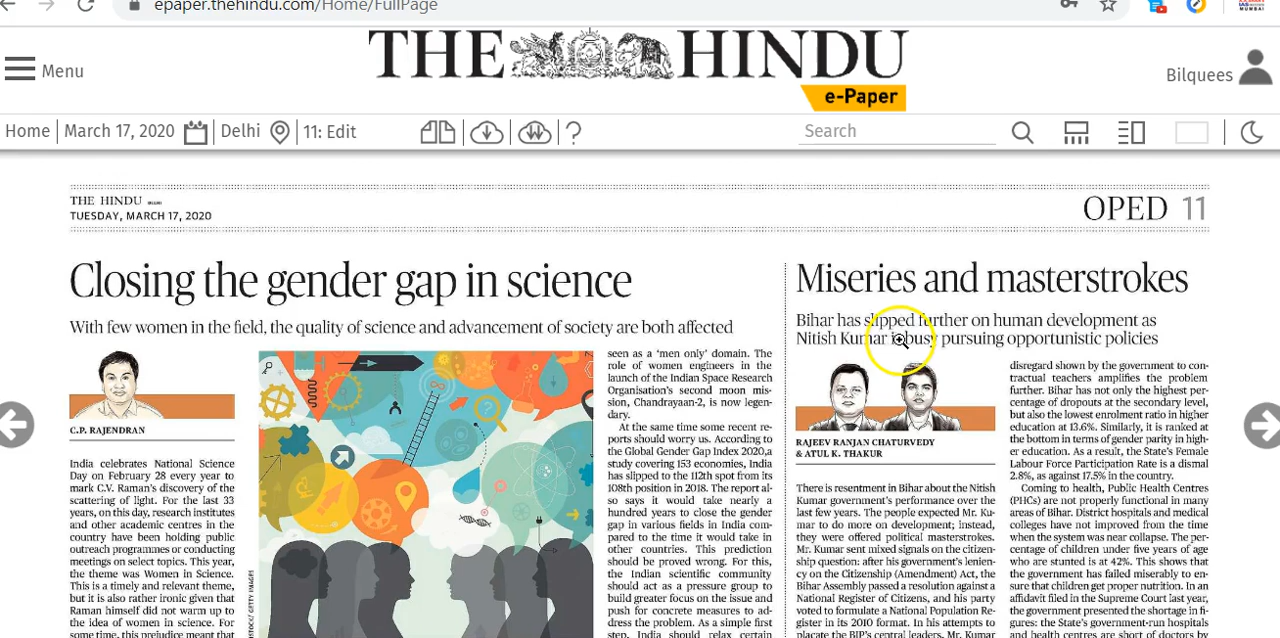 epaper.thehindu.com/Home/FullPage
Menu
THE HINDU
e-Paper
Bilquees
Home
March 17, 2020
Delhi
11: Edit
?
Search
THE HINDU
TUESDAY, MARCH 17, 2020
OPED 11
Closing the gender gap in science
With few women in the field, the quality of science and advancement of society are both affected
C.P. RAJENDRAN
India celebrates National Science
Day on February 28 every year to
mark C.V. Raman's discovery of the
scattering of light. For the last 33
years, on this day, research institutes
and other academic centres in the
country have been holding public
outreach programmes or conducting
meetings on select topics. This year,
the theme was Women in Science.
This is a timely and relevant theme,
but it is also rather ironic given that
Raman himself did not warm up to
the idea of women in science. For
some time, this prejudice meant that
GETTY IMAGES
seen as a 'men only' domain. The
role of women engineers in the
launch of the Indian Space Research
Organisation's second moon mis-
sion, Chandrayaan-2, is now legen-
dary.
At the same time some recent re-
ports should worry us. According to
the Global Gender Gap Index 2020,a
study covering 153 economies, India
has slipped to the 112th spot from its
108th position in 2018. The report al-
so says it would take nearly a
hundred years to close the gender
gap in various fields in India com-
pared to the time it would take in
other countries. This prediction
should be proved wrong. For this,
the Indian scientific community
should act as a pressure group to
build greater focus on the issue and
push for concrete measures to ad-
dress the problem. As a simple first
step, India should relax certain
Miseries and masterstrokes
Bihar has slipped further on human development as
Nitish Kumar is busy pursuing opportunistic policies
RAJEEV RANJAN CHATURVEDY
& ATUL K. THAKUR
There is resentment in Bihar about the Nitish
Kumar government's performance over the
last few years. The people expected Mr. Ku-
mar to do more on development; instead,
they were offered political masterstrokes.
Mr. Kumar sent mixed signals on the citizen-
ship question: after his government's lenien-
cy on the Citizenship (Amendment) Act, the
Bihar Assembly passed a resolution against a
National Register of Citizens, and his party
voted to formulate a National Population Re-
gister in its 2010 format. In his attempts to
placate the BJP's central leaders, Mr. Kumar
disregard shown by the government to con-
tractual teachers amplifies the problem
further. Bihar has not only the highest per-
centage of dropouts at the secondary level,
but also the lowest enrolment ratio in higher
education at 13.6%. Similarly, it is ranked at
the bottom in terms of gender parity in high-
er education. As a result, the State's Female
Labour Force Participation Rate is a dismal
2.8%, as against 17.5% in the country.
Coming to health, Public Health Centres
(PHCs) are not properly functional in many
areas of Bihar. District hospitals and medical
colleges have not improved from the time
when the system was near collapse. The per-
centage of children under five years of age
who are stunted is at 42%. This shows that
the government has failed miserably to en-
sure that children get proper nutrition. In an
affidavit filed in the Supreme Court last year,
the government presented the shortage in fi-
gures: the State's government-run hospitals
and health centres are short of doctors by